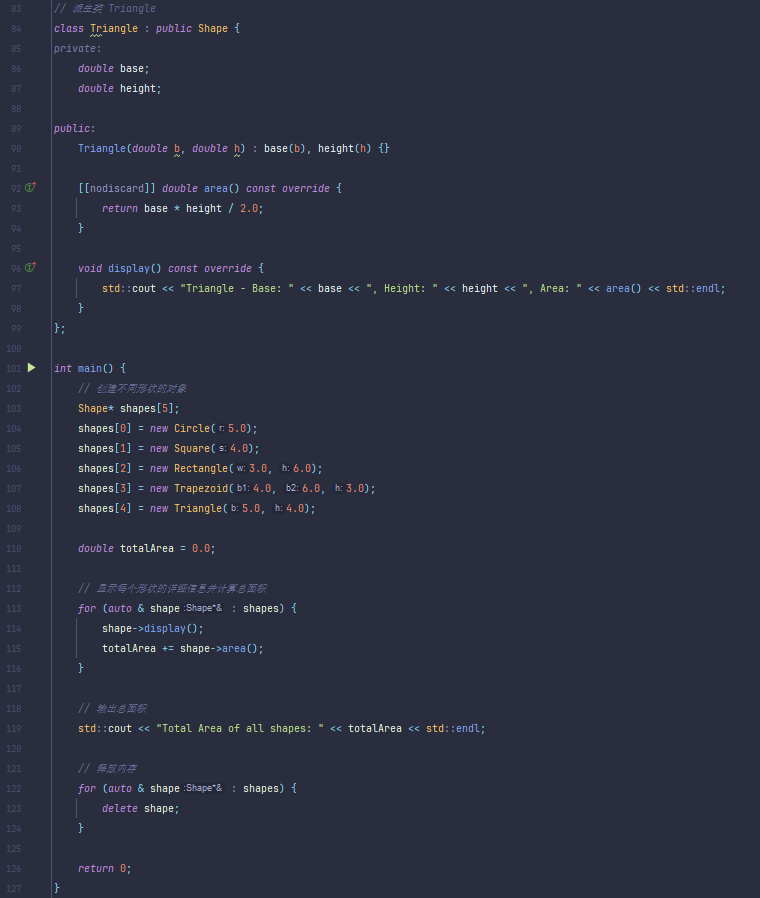 83 // 派生类 Triangle
84 class Triangle : public Shape {
85 private:
86 double base;
87 double height;
88
89 public:
90 Triangle(double b, double h) : base(b), height(h) {}
91
92 [[nodiscard]] double area() const override {
93 return base * height / 2.0;
94 }
95
96 void display() const override {
97 std::cout << "Triangle - Base: " << base << ", Height: " << height << ", Area: " << area() << std::endl;
98 }
99 };
100
101 int main() {
102 // 创建不同形状的对象
103 Shape* shapes[5];
104 shapes[0] = new Circle( r: 5.0);
105 shapes[1] = new Square( s: 4.0);
106 shapes[2] = new Rectangle( w: 3.0, h: 6.0);
107 shapes[3] = new Trapezoid( b1: 4.0, b2: 6.0, h: 3.0);
108 shapes[4] = new Triangle( b: 5.0, h: 4.0);
109
110 double totalArea = 0.0;
111
112 // 显示每个形状的详细信息并计算总面积
113 for (auto & shape :Shape*& : shapes) {
114 shape->display();
115 totalArea += shape->area();
116 }
117
118 // 输出总面积
119 std::cout << "Total Area of all shapes: " << totalArea << std::endl;
120
121 // 释放内存
122 for (auto & shape :Shape*& : shapes) {
123 delete shape;
124 }
125
126 return 0;
127 }